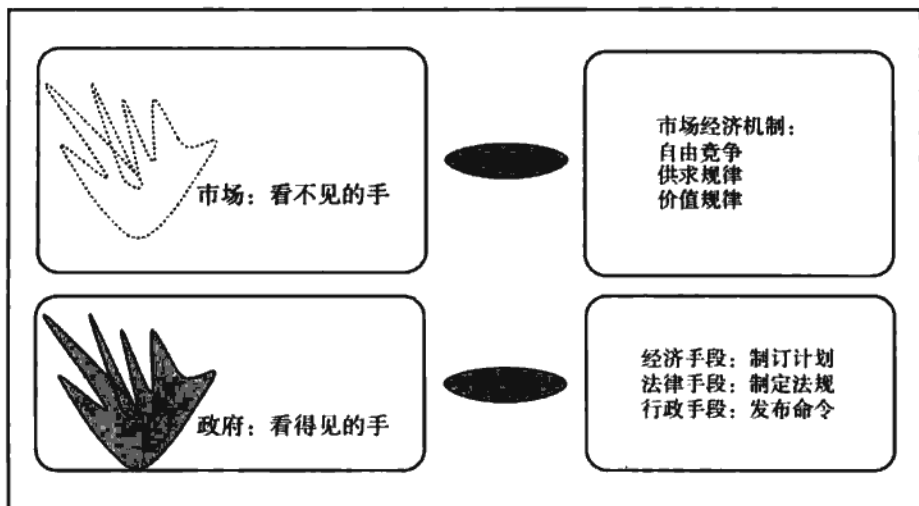 市场：看不见的手
市场经济机制：
自由竞争
供求规律
价值规律
政府：看得见的手
经济手段：制订计划
法律手段：制定法规
行政手段：发布命令